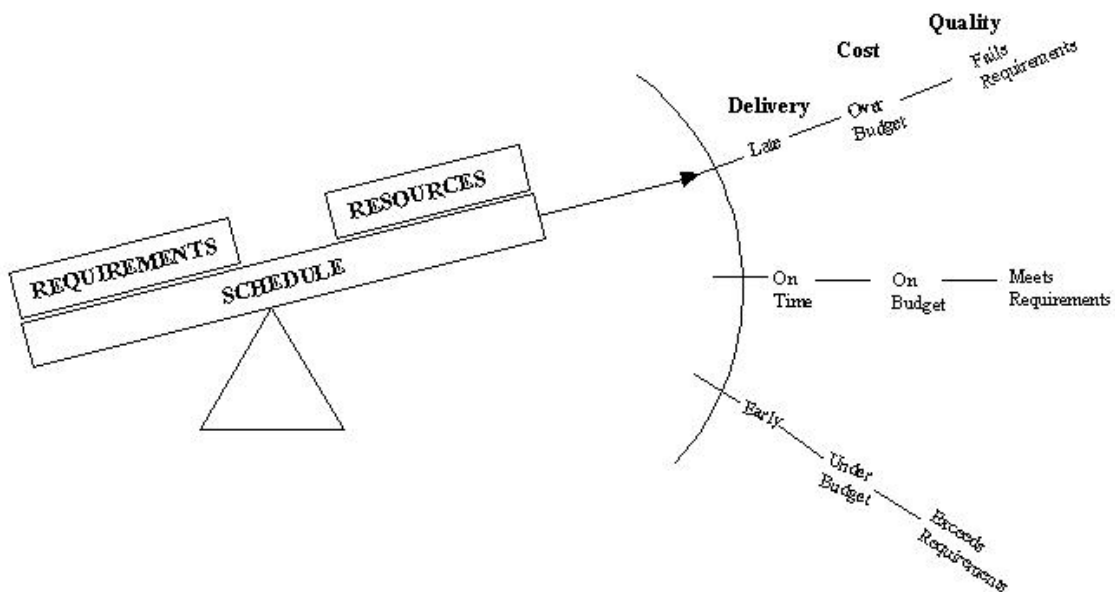 Quality
Cost
Delivery
Fails
Requirements
Over
Budget
Late
RESOURCES
REQUIREMENTS
SCHEDULE
On
Time
On
Budget
Meets
Requirements
Early
Under
Budget
Exceeds
Requirements